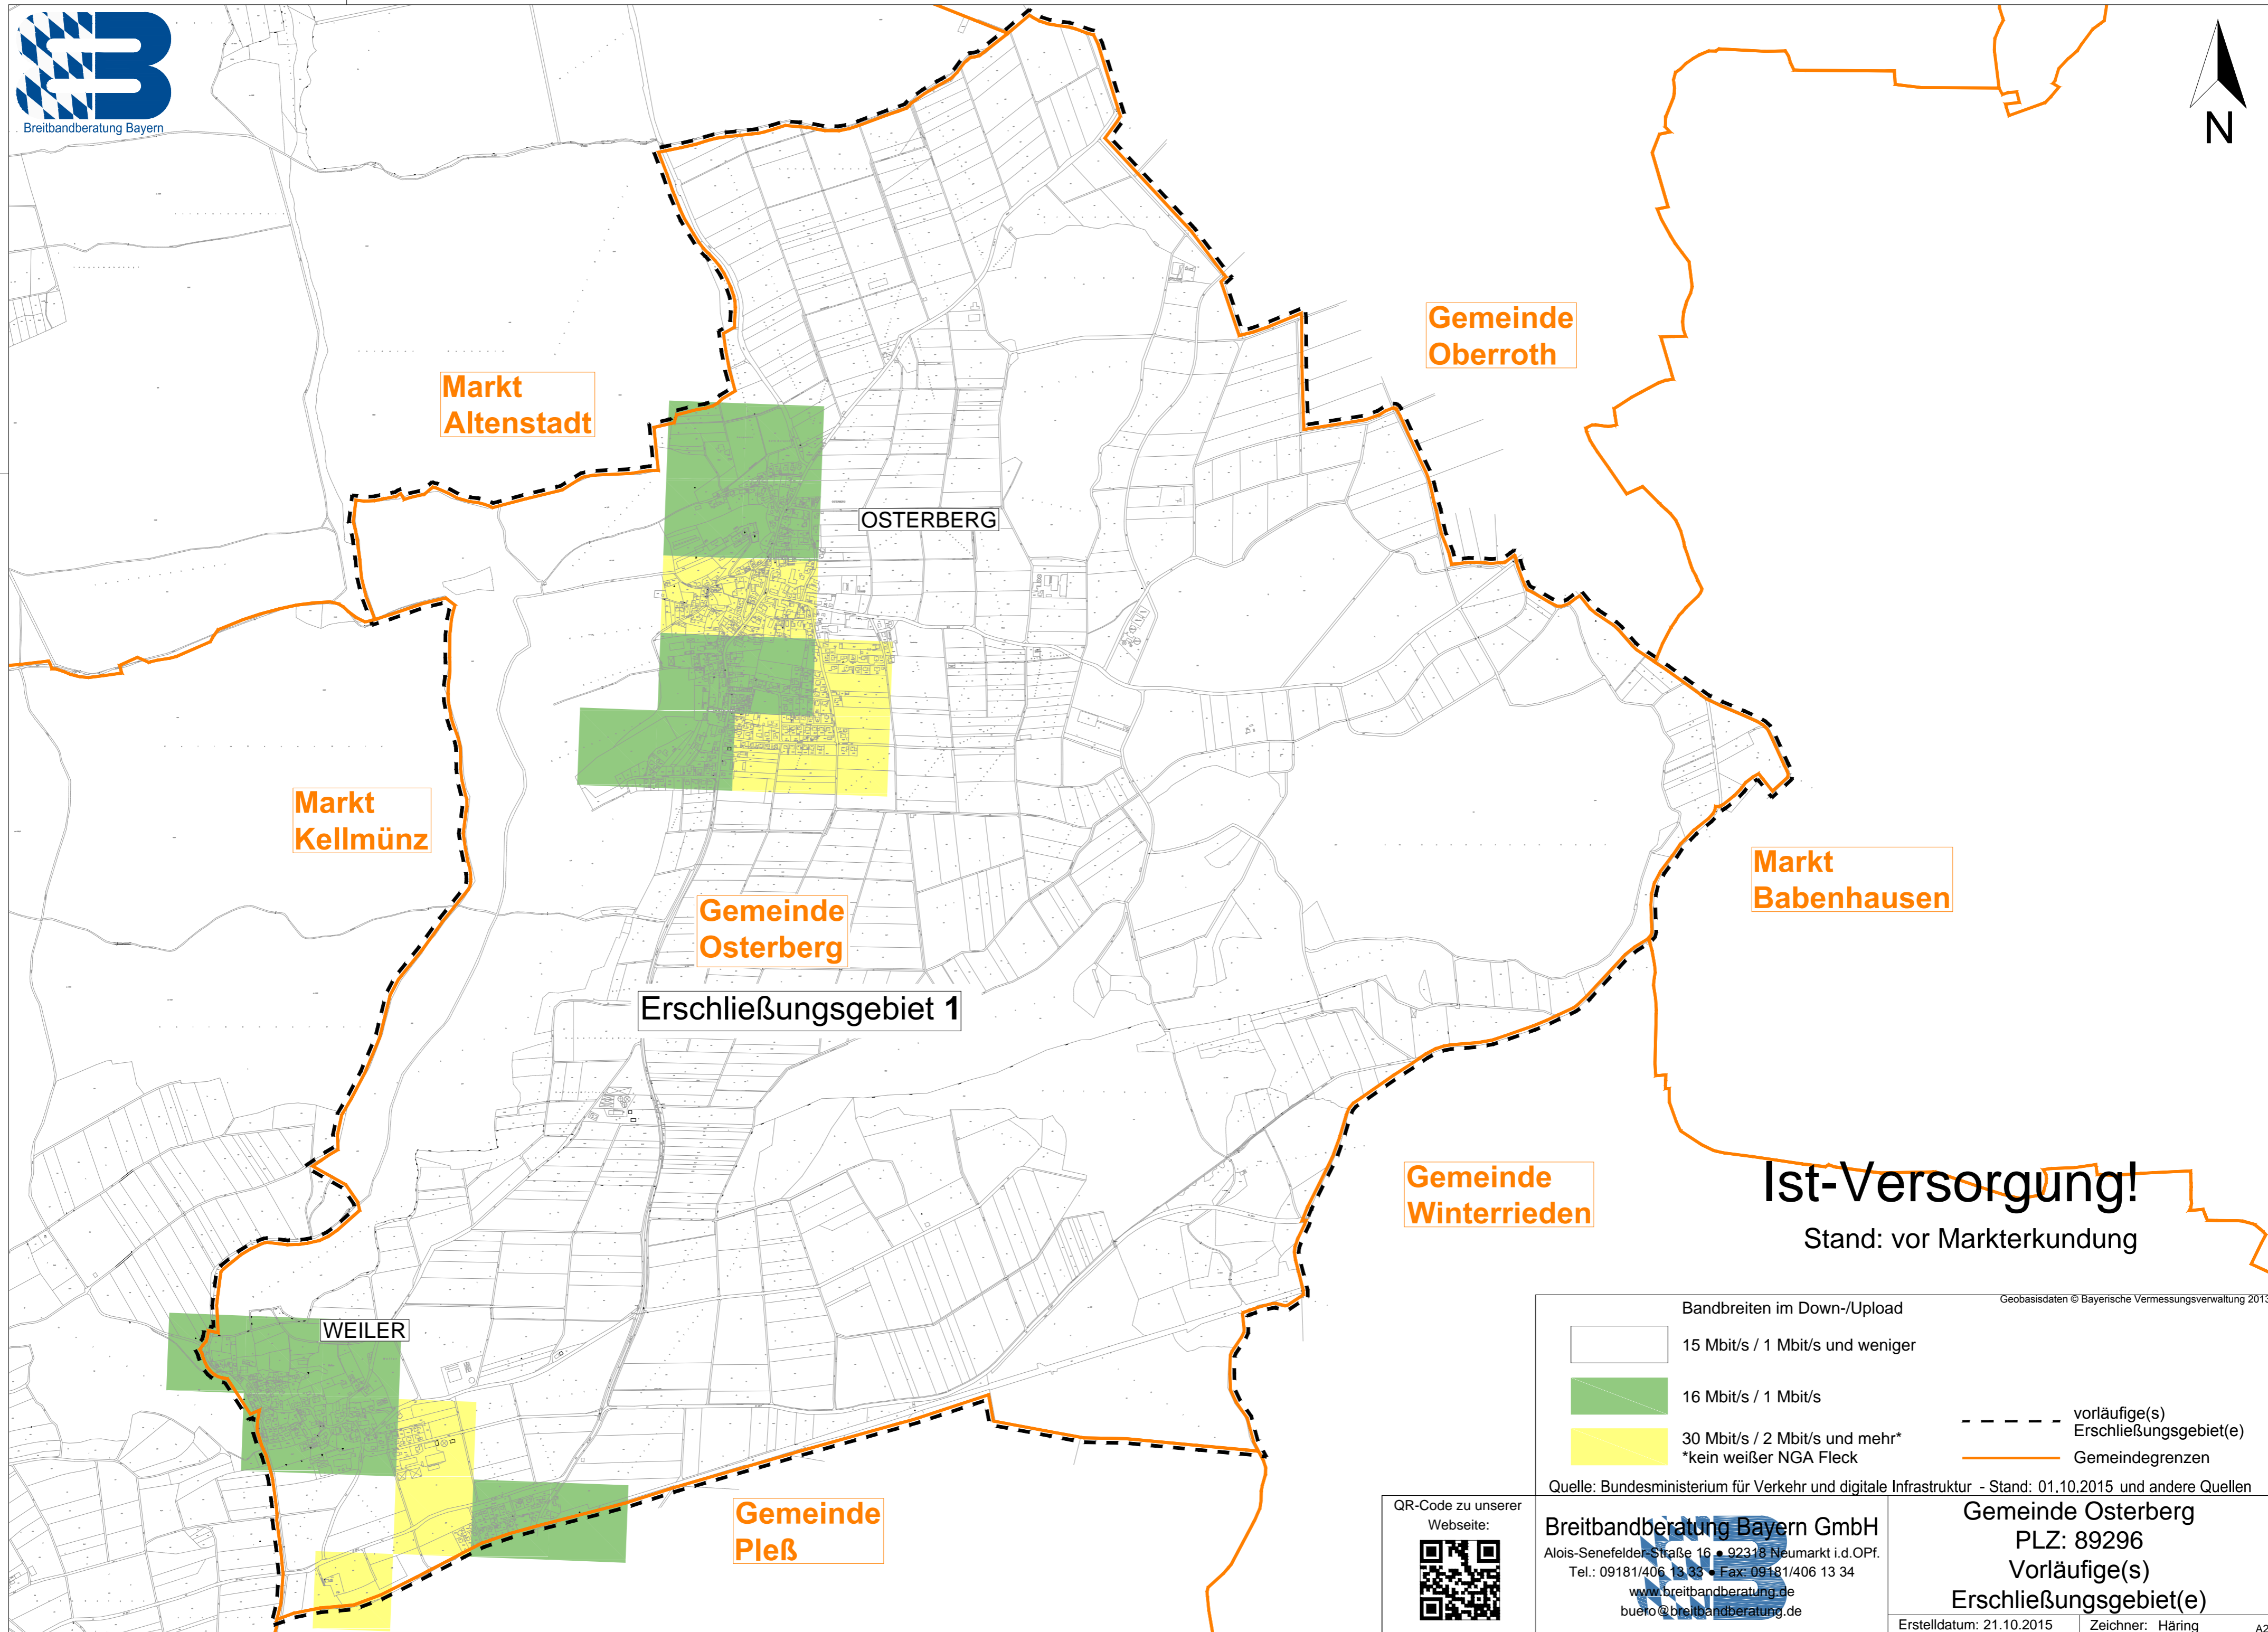 Breitbandberatung Bayern
N
Gemeinde
Oberroth
Markt
Altenstadt
OSTERBERG
Markt
Kellmünz
Markt
Babenhausen
Gemeinde
Osterberg
Erschließungsgebiet 1
Gemeinde
Winterrieden
Ist-Versorgung!
Stand: vor Markterkundung
WEILER
Gemeinde
Pleß
Geobasisdaten © Bayerische Vermessungsverwaltung 2013
Bandbreiten im Down-/Upload
15 Mbit/s / 1 Mbit/s und weniger
16 Mbit/s / 1 Mbit/s
30 Mbit/s / 2 Mbit/s und mehr*
*kein weißer NGA Fleck
vorläufige(s)
Erschließungsgebiet(e)
Gemeindegrenzen
Quelle: Bundesministerium für Verkehr und digitale Infrastruktur - Stand: 01.10.2015 und andere Quellen
QR-Code zu unserer
Webseite:
Breitbandberatung Bayern GmbH
Alois-Senefelder-Straße 16 • 92318 Neumarkt i.d.OPf.
Tel.: 09181/406 13 33 • Fax: 09181/406 13 34
www.breitbandberatung.de
buero@breitbandberatung.de
Gemeinde Osterberg
PLZ: 89296
Vorläufige(s)
Erschließungsgebiet(e)
Erstelldatum: 21.10.2015
Zeichner: Häring
A2